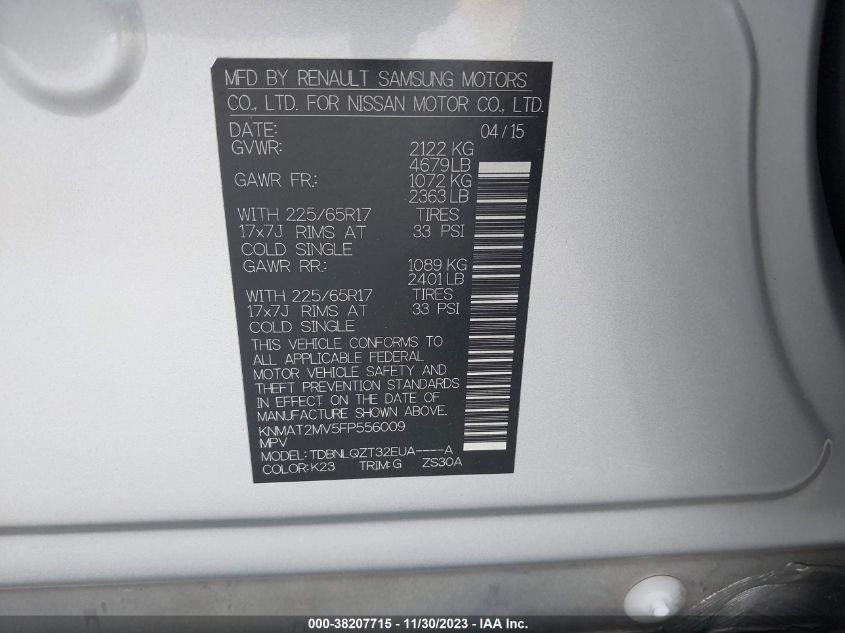 MFD BY RENAULT SAMSUNG MOTORS
CO., LTD. FOR NISSAN MOTOR CO., LTD.
DATE: 04/15
GVWR: 2122 KG
4679LB
GAWR FR.: 1072 KG
2363 LB
WITH 225/65R17 TIRES
17x7J RIMS AT 33 PSI
COLD SINGLE
GAWR RR.: 1089 KG
2401LB
WITH 225/65R17 TIRES
17x7J RIMS AT 33 PSI
COLD SINGLE
THIS VEHICLE CONFORMS TO
ALL APPLICABLE FEDERAL
MOTOR VEHICLE SAFETY AND
THEFT PREVENTION STANDARDS
IN EFFECT ON THE DATE OF
MANUFACTURE SHOWN ABOVE.
KNMAT2MV5FP556009
MPV
MODEL: TDBNLQZT32EUA----A
COLOR: K23 TRIM: G ZS30A
000-38207715 - 11/30/2023 - IAA Inc.